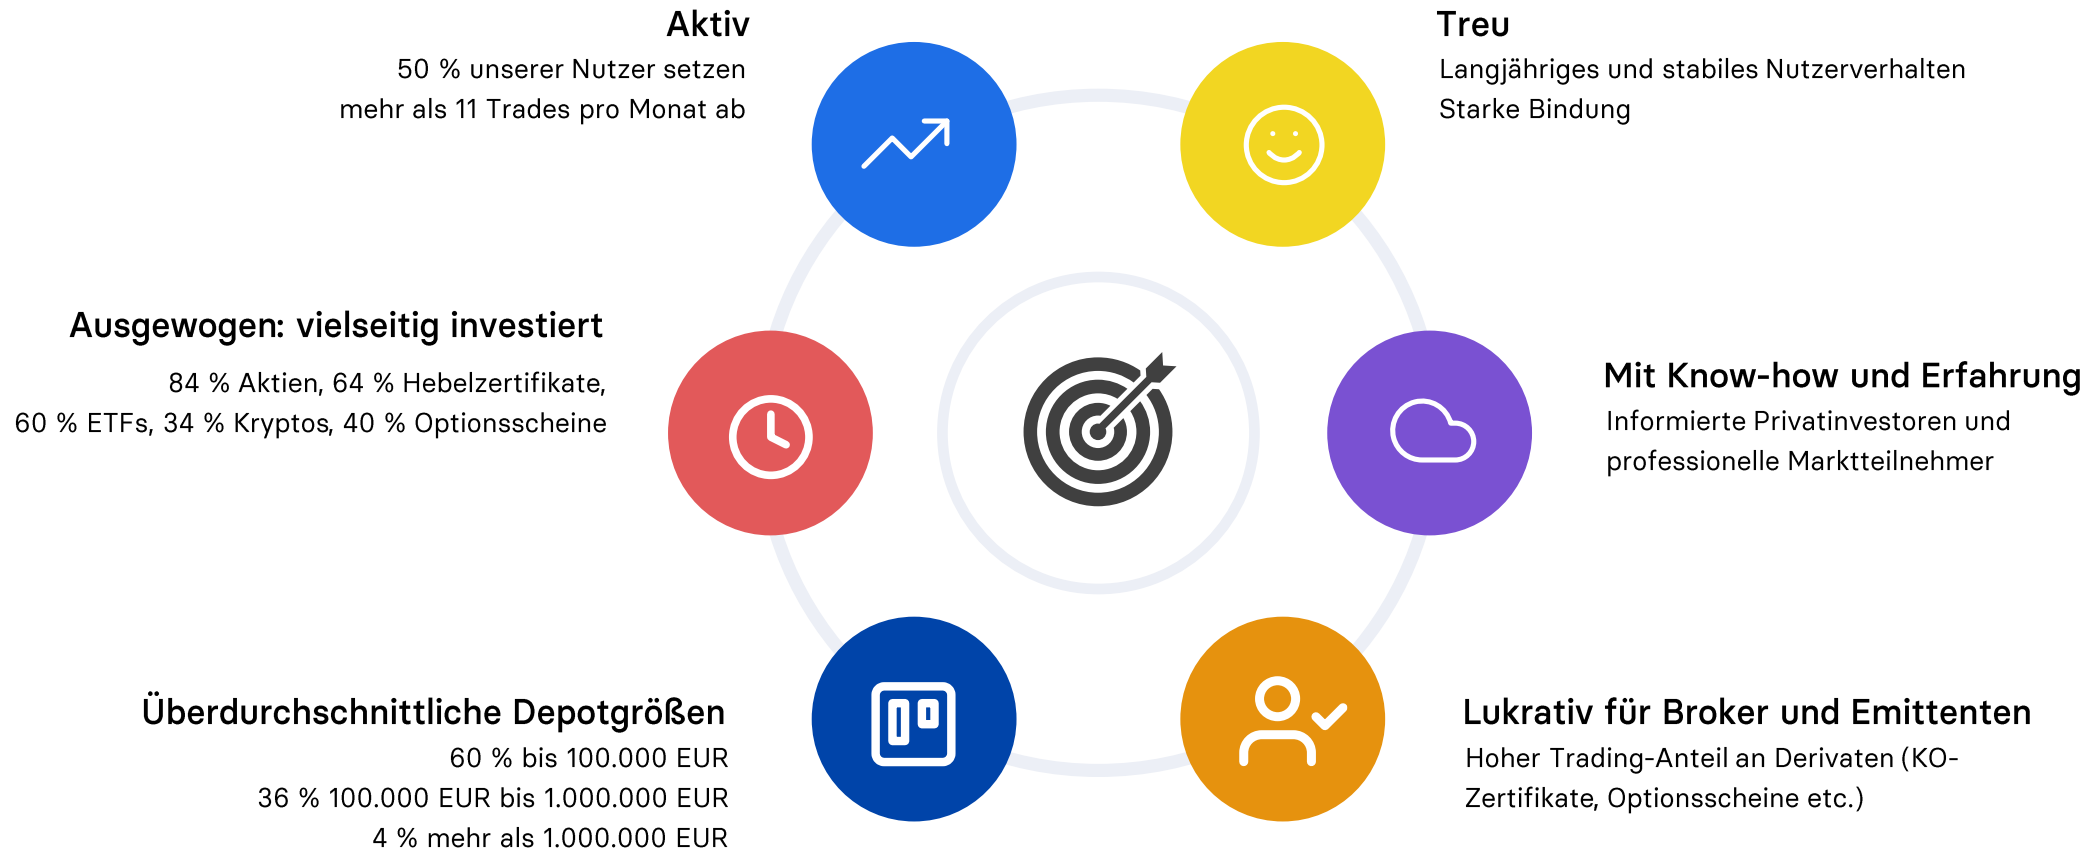 Aktiv
50 % unserer Nutzer setzen
mehr als 11 Trades pro Monat ab
Treu
Langjähriges und stabiles Nutzerverhalten
Starke Bindung
Ausgewogen: vielseitig investiert
84 % Aktien, 64 % Hebelzertifikate,
60 % ETFs, 34 % Kryptos, 40 % Optionsscheine
Mit Know-how und Erfahrung
Informierte Privatinvestoren und
professionelle Marktteilnehmer
Überdurchschnittliche Depotgrößen
60 % bis 100.000 EUR
36 % 100.000 EUR bis 1.000.000 EUR
4 % mehr als 1.000.000 EUR
Lukrativ für Broker und Emittenten
Hoher Trading-Anteil an Derivaten (KO-
Zertifikate, Optionsscheine etc.)